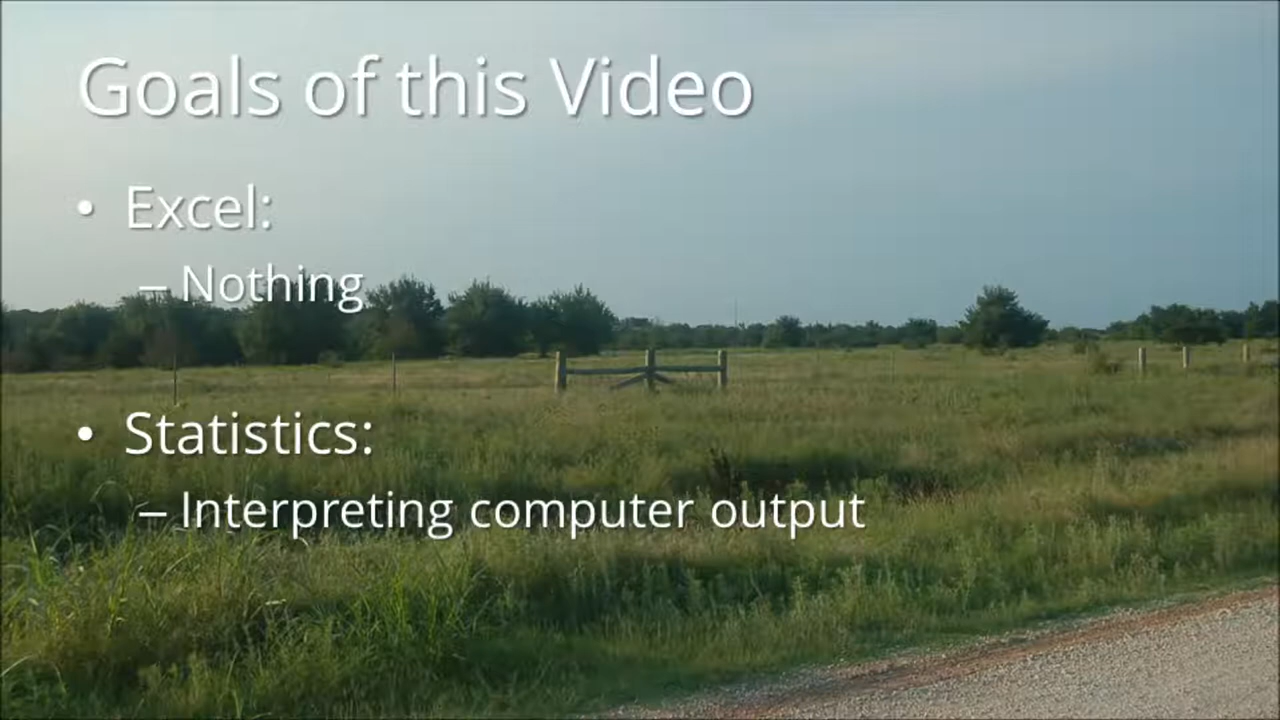 Goals of this Video
• Excel:
– Nothing
• Statistics:
– Interpreting computer output